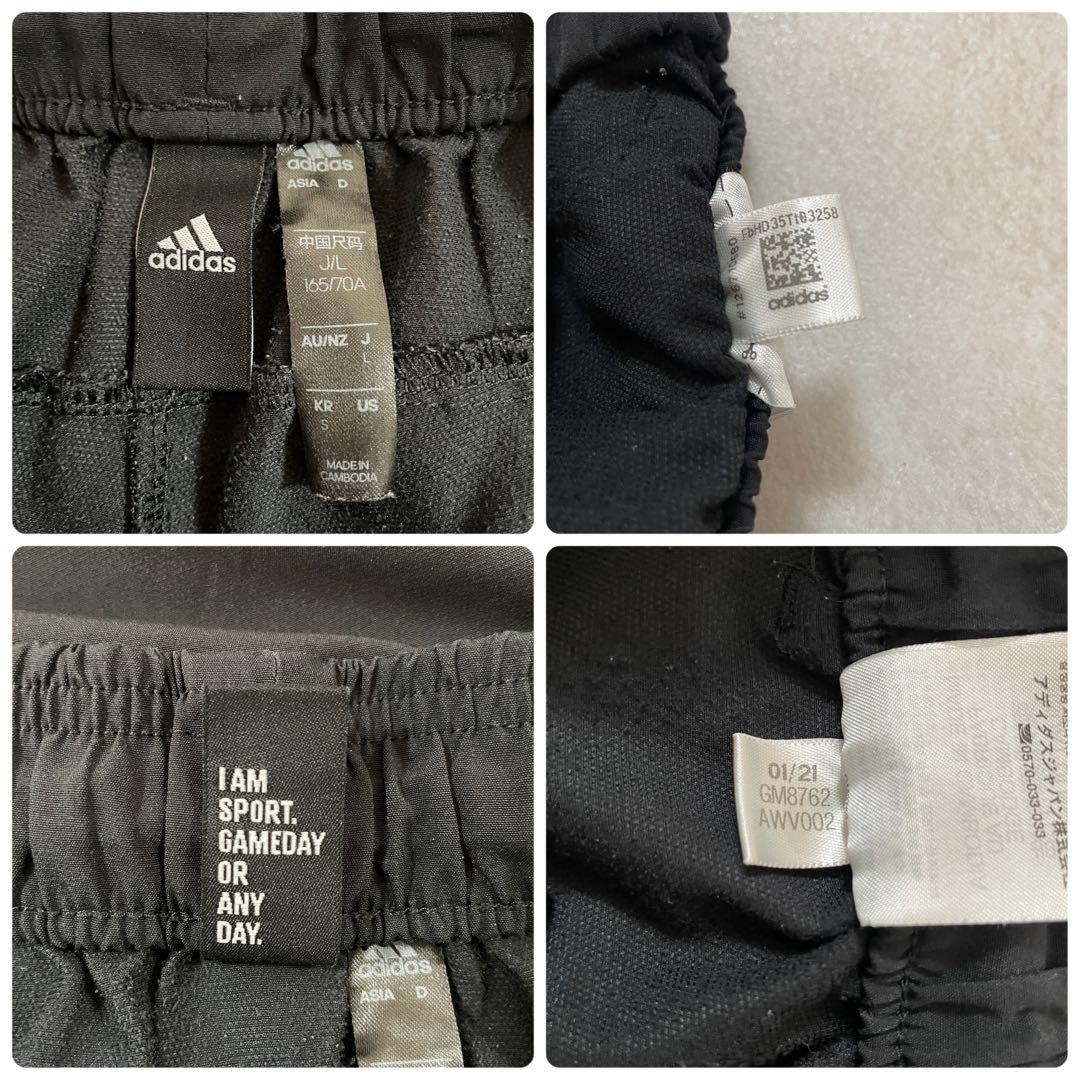 adidas
adidas
ASIA D
中国尺码
J/L
165/70A
AU/NZ J
L
KR US
S
MADE IN
CAMBODIA
adidas
I AM
SPORT.
GAMEDAY
OR
ANY
DAY.
adidas
ASIA D
01/21
GM8762
AWV002
アディダスジャパン株式会社
0570-033-033